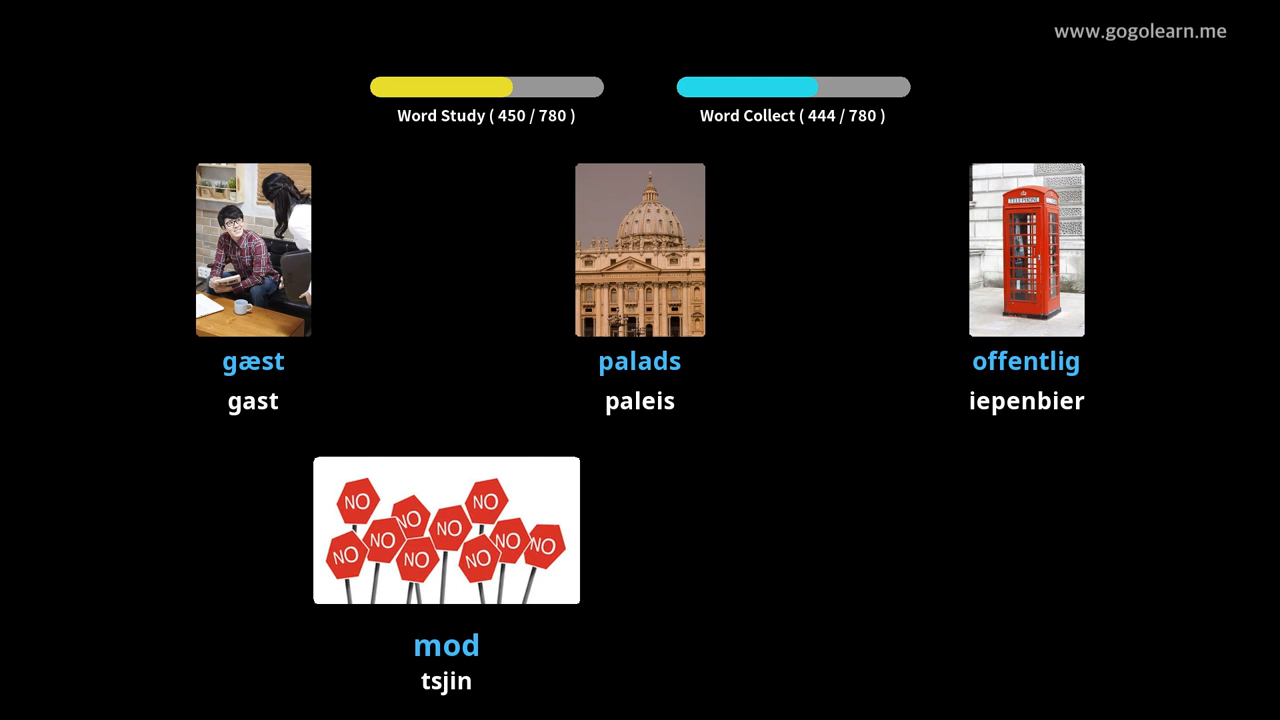 www.gogolearn.me
Word Study ( 450 / 780 )
Word Collect ( 444 / 780 )
TELEPHONE
gæst
palads
offentlig
gast
paleis
iepenbier
NO
NO
NO
NO
NO
NO
NO
NO
NO
NO
mod
tsjin